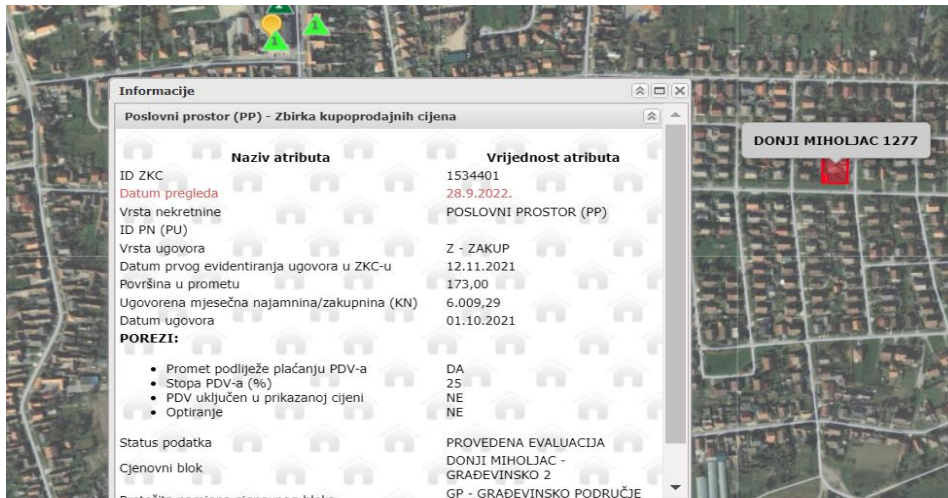 1
1
1
Informacije
Poslovni prostor (PP) - Zbirka kupoprodajnih cijena
DONJI MIHOLJAC 1277
Naziv atributa Vrijednost atributa
ID ZKC 1534401
Datum pregleda 28.9.2022.
Vrsta nekretnine POSLOVNI PROSTOR (PP)
ID PN (PU)
Vrsta ugovora Z - ZAKUP
Datum prvog evidentiranja ugovora u ZKC-u 12.11.2021
Površina u prometu 173,00
Ugovorena mjesečna najamnina/zakupnina (KN) 6.009,29
Datum ugovora 01.10.2021
POREZI:
• Promet podliježe plaćanju PDV-a DA
• Stopa PDV-a (%) 25
• PDV uključen u prikazanoj cijeni NE
• Optiranje NE
Status podatka PROVEDENA EVALUACIJA
Cjenovni blok DONJI MIHOLJAC -
GRAĐEVINSKO 2
GP - GRAĐEVINSKO PODRUČJE